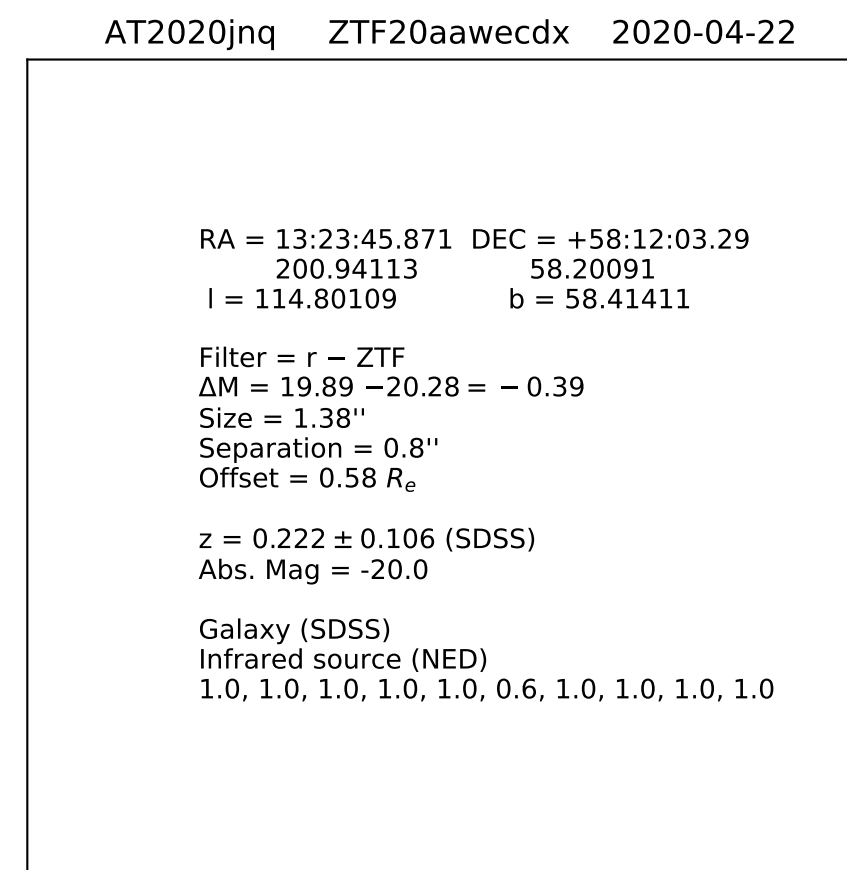 AT2020jnq ZTF20aawecdx 2020-04-22
RA = 13:23:45.871 DEC = +58:12:03.29
200.94113 58.20091
l = 114.80109 b = 58.41411
Filter = r − ZTF
ΔM = 19.89 −20.28 = − 0.39
Size = 1.38''
Separation = 0.8''
Offset = 0.58 Re
z = 0.222 ± 0.106 (SDSS)
Abs. Mag = -20.0
Galaxy (SDSS)
Infrared source (NED)
1.0, 1.0, 1.0, 1.0, 1.0, 0.6, 1.0, 1.0, 1.0, 1.0